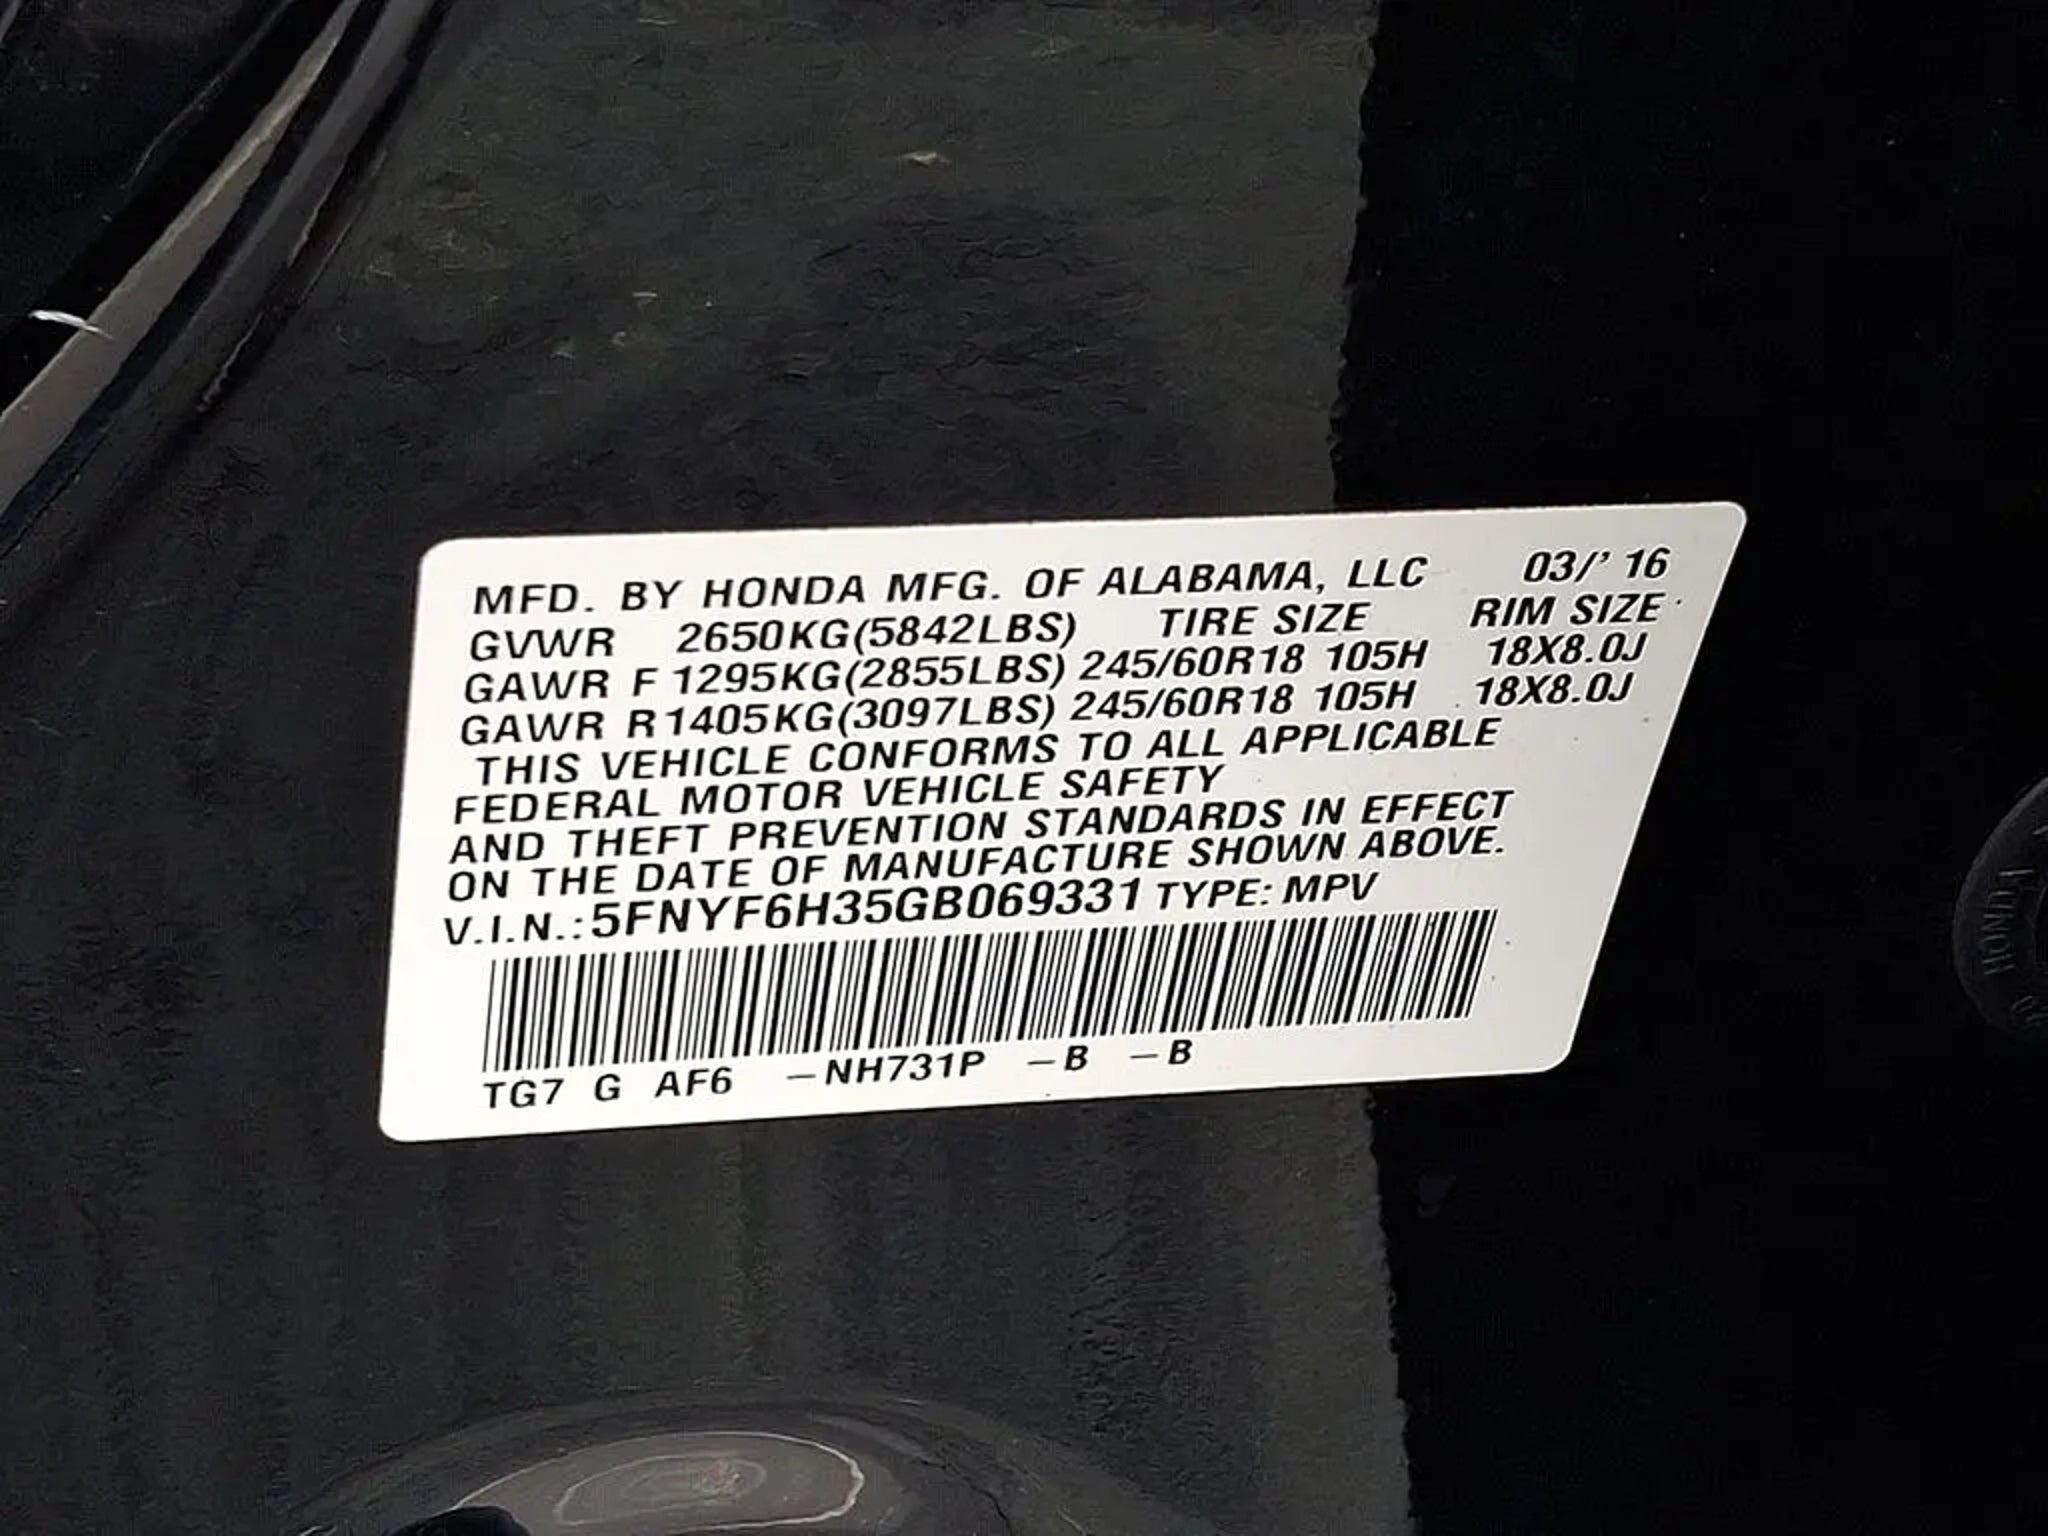 MFD. BY HONDA MFG. OF ALABAMA, LLC 03/' 16
GVWR 2650KG(5842LBS) TIRE SIZE RIM SIZE
GAWR F 1295KG(2855LBS) 245/60R18 105H 18X8.0J
GAWR R 1405KG(3097LBS) 245/60R18 105H 18X8.0J
THIS VEHICLE CONFORMS TO ALL APPLICABLE
FEDERAL MOTOR VEHICLE SAFETY
AND THEFT PREVENTION STANDARDS IN EFFECT
ON THE DATE OF MANUFACTURE SHOWN ABOVE.
V.I.N.: 5FNYF6H35GB069331 TYPE: MPV
TG7 G AF6 -NH731P -B -B
HONDA